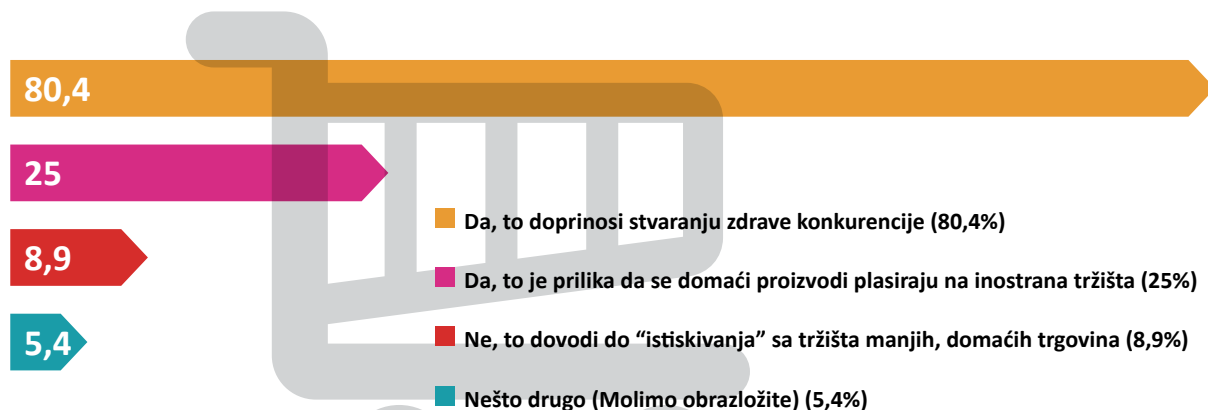 80,4
25
8,9
5,4
Da, to doprinosi stvaranju zdrave konkurencije (80,4%)
Da, to je prilika da se domaći proizvodi plasiraju na inostrana tržišta (25%)
Ne, to dovodi do “istiskivanja” sa tržišta manjih, domaćih trgovina (8,9%)
Nešto drugo (Molimo obrazložite) (5,4%)